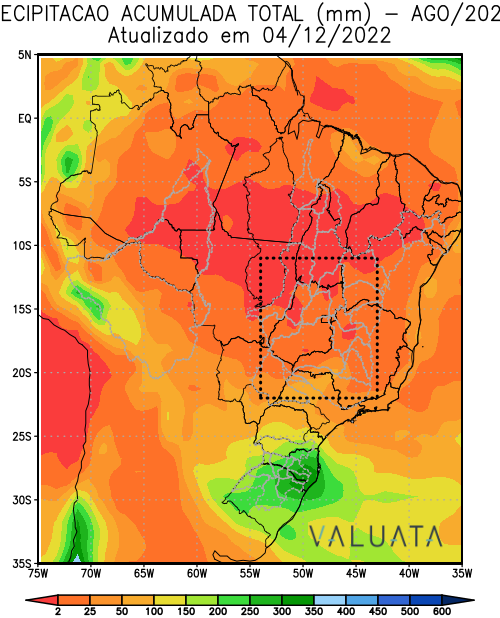 ECIPITACAO ACUMULADA TOTAL (mm) – AGO/202
Atualizado em 04/12/2022
5N
EQ
5S
10S
15S
20S
25S
30S
35S
VALUATA
75W 70W 65W 60W 55W 50W 45W 40W 35W
2 25 50 100 150 200 250 300 350 400 450 500 600